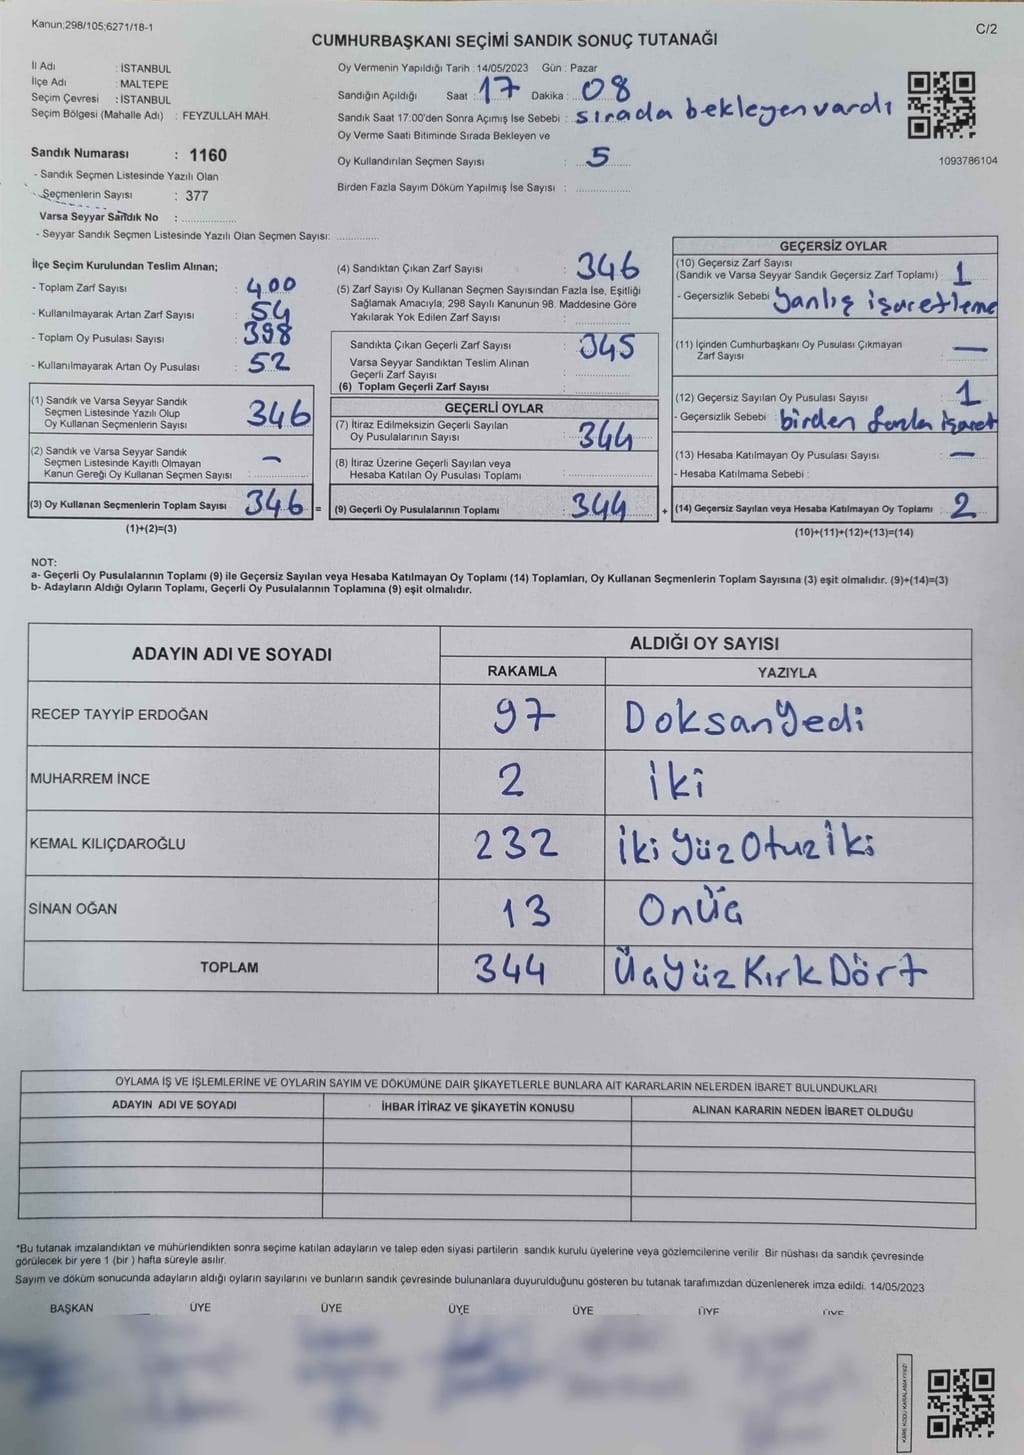 Kanun;298/105;6271/18-1
C/2
CUMHURBAŞKANI SEÇİMİ SANDIK SONUÇ TUTANAĞI
İl Adı : İSTANBUL
İlçe Adı : MALTEPE
Seçim Çevresi : İSTANBUL
Seçim Bölgesi (Mahalle Adı) : FEYZULLAH MAH.
Sandık Numarası : 1160
- Sandık Seçmen Listesinde Yazılı Olan
Seçmenlerin Sayısı : 377
Varsa Seyyar Sandık No :
- Seyyar Sandık Seçmen Listesinde Yazılı Olan Seçmen Sayısı:
Oy Vermenin Yapıldığı Tarih : 14/05/2023 Gün : Pazar
Sandığın Açıldığı Saat : 17 Dakika : 08
Sandık Saat 17:00'den Sonra Açımış İse Sebebi : sırada bekleyen vardı
Oy Verme Saati Bitiminde Sırada Bekleyen ve
Oy Kullandırılan Seçmen Sayısı : 5
Birden Fazla Sayım Döküm Yapılmış İse Sayısı :
1093786104
İlçe Seçim Kurulundan Teslim Alınan;
- Toplam Zarf Sayısı : 400
- Kullanılmayarak Artan Zarf Sayısı : 54
- Toplam Oy Pusulası Sayısı : 398
- Kullanılmayarak Artan Oy Pusulası : 52
(1) Sandık ve Varsa Seyyar Sandık
Seçmen Listesinde Yazılı Olup
Oy Kullanan Seçmenlerin Sayısı 346
(2) Sandık ve Varsa Seyyar Sandık
Seçmen Listesinde Kayıtlı Olmayan
Kanun Gereği Oy Kullanan Seçmen Sayısı : -
(3) Oy Kullanan Seçmenlerin Toplam Sayısı 346 =
(1)+(2)=(3)
(4) Sandıktan Çıkan Zarf Sayısı : 346
(5) Zarf Sayısı Oy Kullanan Seçmen Sayısından Fazla İse, Eşitliği
Sağlamak Amacıyla; 298 Sayılı Kanunun 98. Maddesine Göre
Yakılarak Yok Edilen Zarf Sayısı :
Sandıkta Çıkan Geçerli Zarf Sayısı : 345
Varsa Seyyar Sandıktan Teslim Alınan
Geçerli Zarf Sayısı :
(6) Toplam Geçerli Zarf Sayısı :
GEÇERLİ OYLAR
(7) İtiraz Edilmeksizin Geçerli Sayılan
Oy Pusulalarının Sayısı : 344
(8) İtiraz Üzerine Geçerli Sayılan veya
Hesaba Katılan Oy Pusulası Toplamı :
(9) Geçerli Oy Pusulalarının Toplamı 344 +
GEÇERSİZ OYLAR
(10) Geçersiz Zarf Sayısı
(Sandık ve Varsa Seyyar Sandık Geçersiz Zarf Toplamı) : 1
- Geçersizlik Sebebi yanlış işaretleme
(11) İçinden Cumhurbaşkanı Oy Pusulası Çıkmayan
Zarf Sayısı : —
(12) Geçersiz Sayılan Oy Pusulası Sayısı : 1
- Geçersizlik Sebebi : birden fazla işaret
(13) Hesaba Katılmayan Oy Pusulası Sayısı : —
- Hesaba Katılmama Sebebi :
(14) Geçersiz Sayılan veya Hesaba Katılmayan Oy Toplamı : 2
(10)+(11)+(12)+(13)=(14)
NOT:
a- Geçerli Oy Pusulalarının Toplamı (9) ile Geçersiz Sayılan veya Hesaba Katılmayan Oy Toplamı (14) Toplamları, Oy Kullanan Seçmenlerin Toplam Sayısına (3) eşit olmalıdır. (9)+(14)=(3)
b- Adayların Aldığı Oyların Toplamı, Geçerli Oy Pusulalarının Toplamına (9) eşit olmalıdır.
ADAYIN ADI VE SOYADI ALDIĞI OY SAYISI
RAKAMLA YAZIYLA
RECEP TAYYİP ERDOĞAN 97 DoksanYedi
MUHARREM İNCE 2 iki
KEMAL KILIÇDAROĞLU 232 İkiYüzOtuzİki
SİNAN OĞAN 13 Onüç
TOPLAM 344 ÜçYüzKırkDört
OYLAMA İŞ VE İŞLEMLERİNE VE OYLARIN SAYIM VE DÖKÜMÜNE DAİR ŞİKAYETLERLE BUNLARA AİT KARARLARIN NELERDEN İBARET BULUNDUKLARI
ADAYIN ADI VE SOYADI İHBAR İTİRAZ VE ŞİKAYETİN KONUSU ALINAN KARARIN NEDEN İBARET OLDUĞU
*Bu tutanak imzalandıktan ve mühürlendikten sonra seçime katılan adayların ve talep eden siyasi partilerin sandık kurulu üyelerine veya gözlemcilerine verilir. Bir nüshası da sandık çevresinde
görülecek bir yere 1 (bir ) hafta süreyle asılır.
Sayım ve döküm sonucunda adayların aldığı oyların sayılarını ve bunların sandık çevresinde bulunanlara duyurulduğunu gösteren bu tutanak tarafımızdan düzenlenerek imza edildi. 14/05/2023
BAŞKAN ÜYE ÜYE ÜYE ÜYE ÜYE ÜYE
KARE KODU KARALAMAYINIZ!